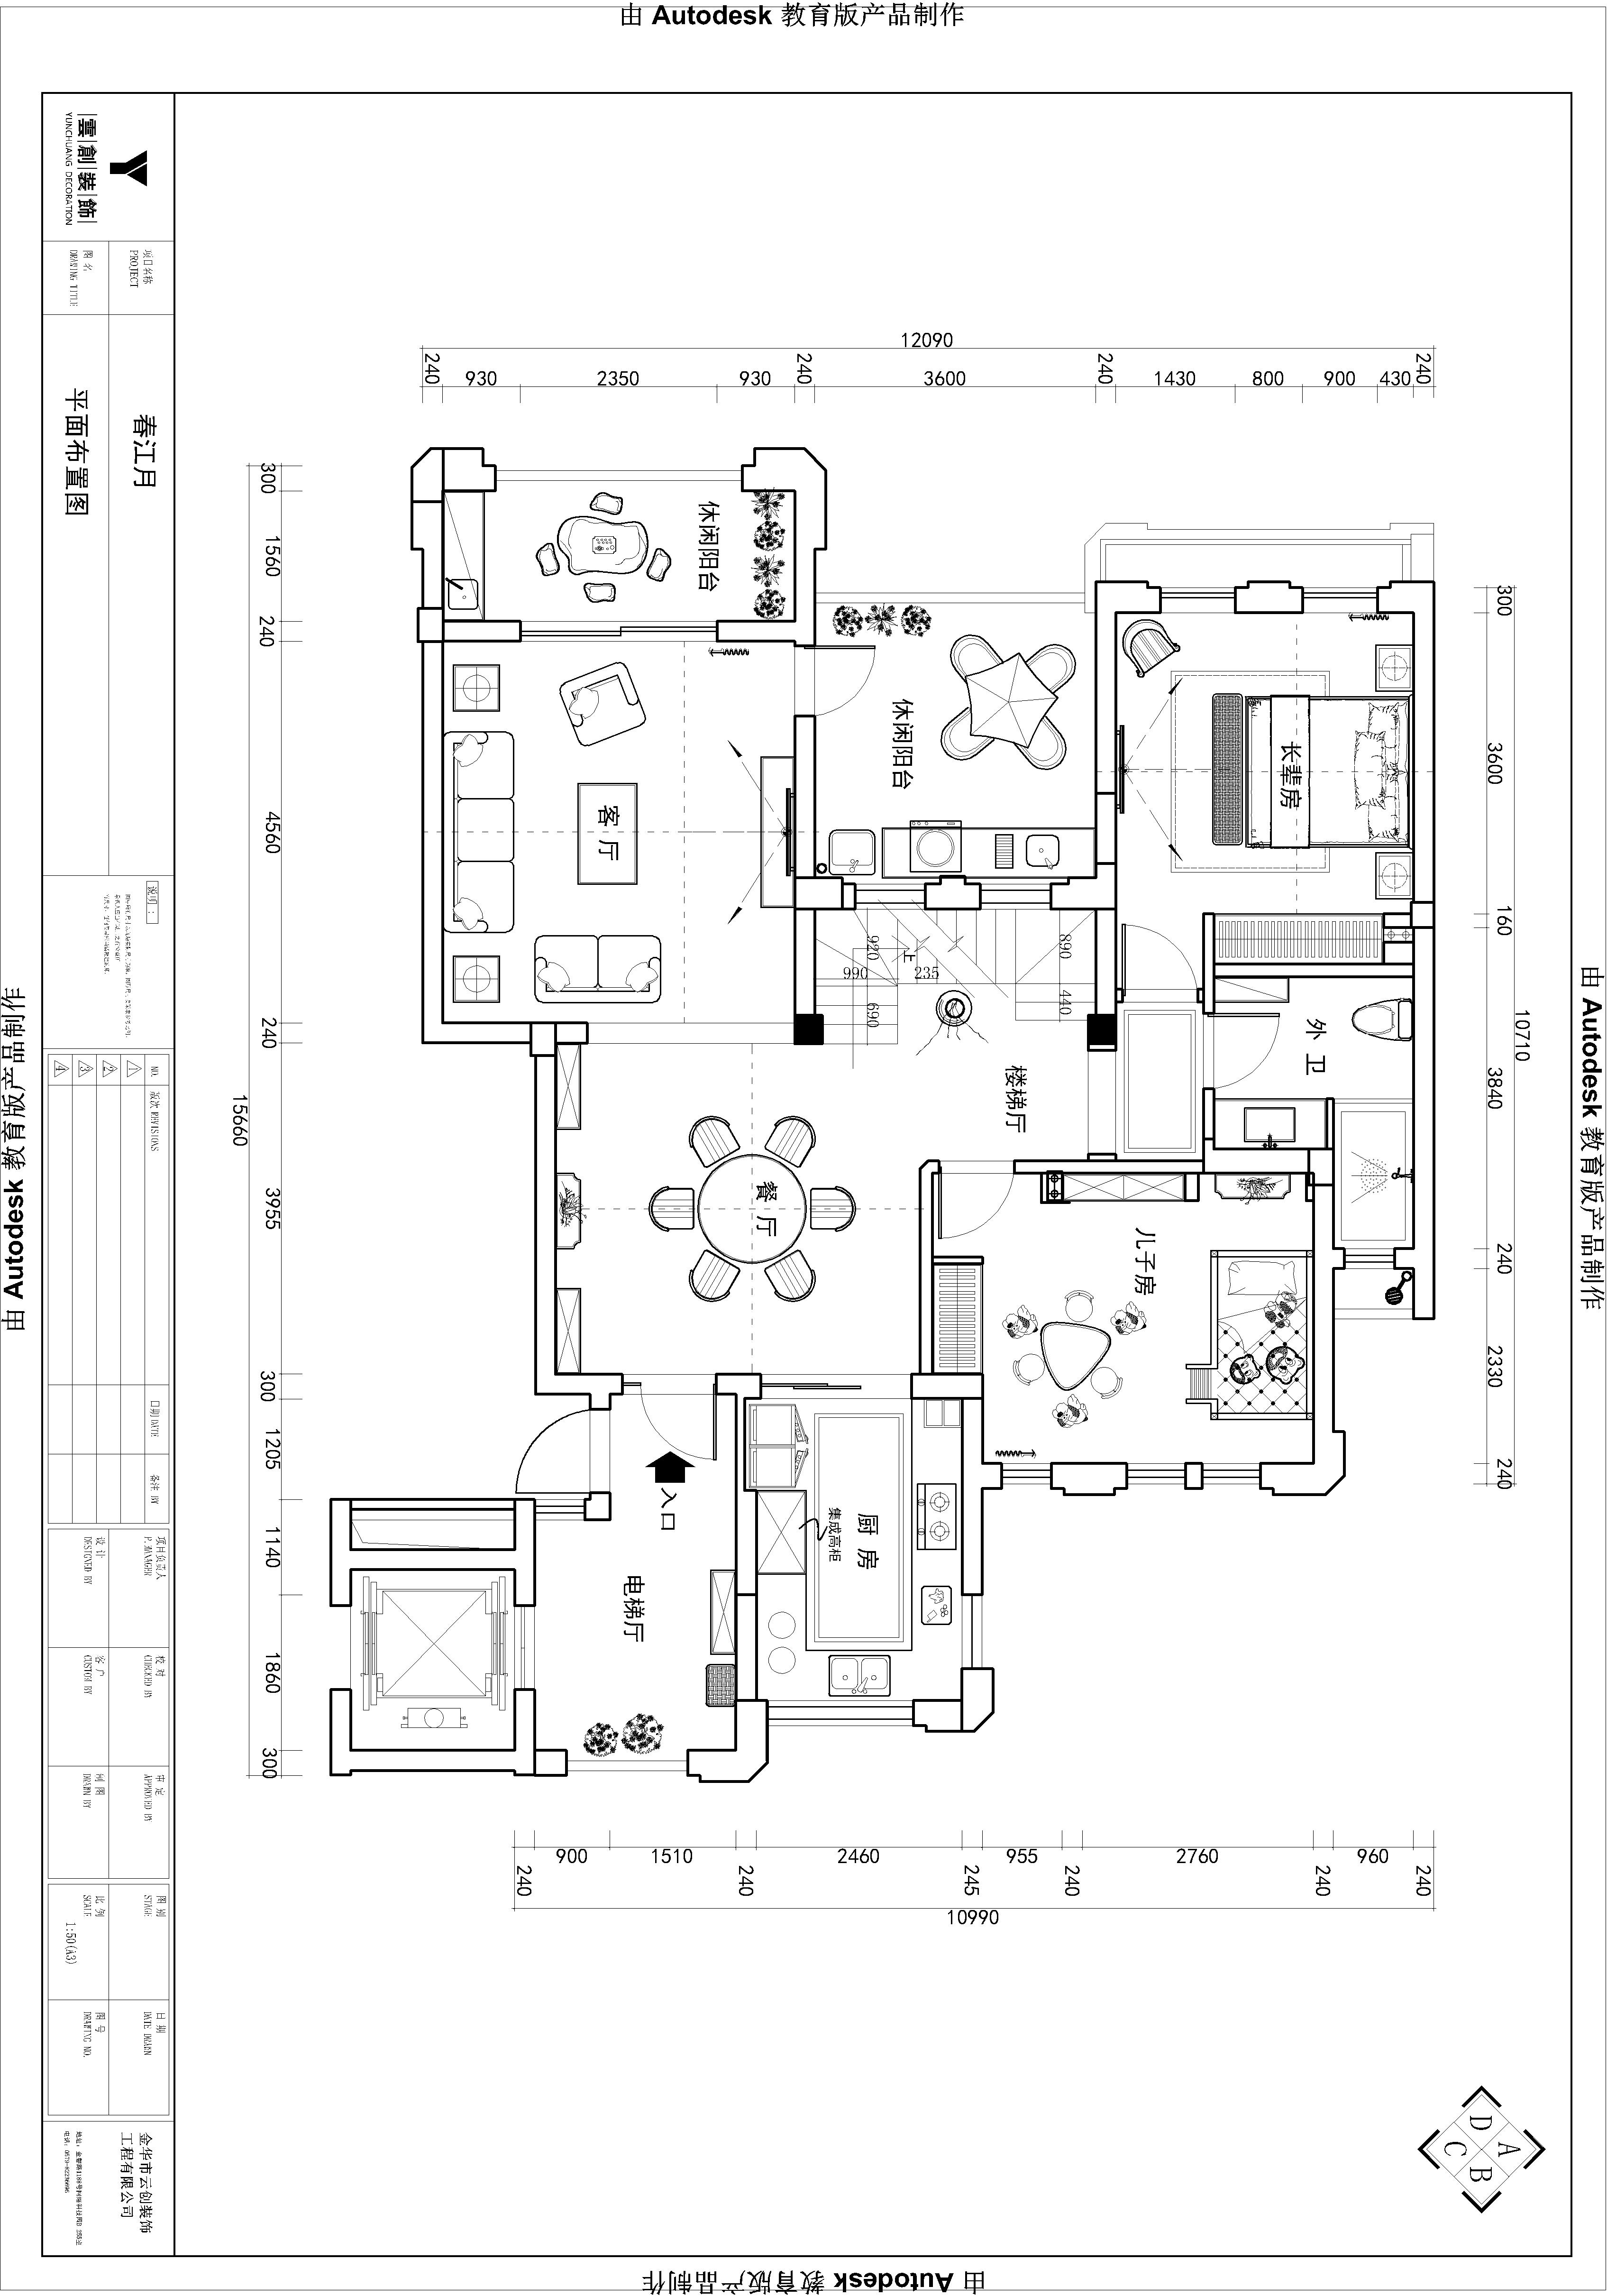 由 Autodesk 教育版产品制作
由 Autodesk 教育版产品制作
由 Autodesk 教育版产品制作
由 Autodesk 教育版产品制作
雲創裝飾
YUNCHUANG DECORATION
项目名称
PROJECT
春江月
图 名
DRAWING TITLE
平面布置图
说明：
NO.
版次 REVISIONS
日期 DATE
备注 BY
1
2
3
4
项目负责人
P.MANAGER
设 计
DESIGNED BY
校 对
CHECKED BY
客 户
CUSTOM BY
审 定
APPROVED BY
制 图
DRAWN BY
图 别
STAGE
比 例
SCALE
1:50(A3)
日 期
DATE DRAWN
图 号
DRAWING NO.
金华市云创装饰
工程有限公司
12090
240
930
2350
930
240
3600
240
1430
800
900
430
240
10710
300
3600
160
3840
240
2330
240
15660
300
1560
240
4560
240
3955
300
1205
1140
1860
300
900
1510
2460
955
2760
960
240
240
245
240
240
240
10990
休闲阳台
休闲阳台
长辈房
客厅
外卫
楼梯厅
餐厅
儿子房
入口
厨房
集成高柜
电梯厅
上
920
990
235
690
890
440
A
B
C
D